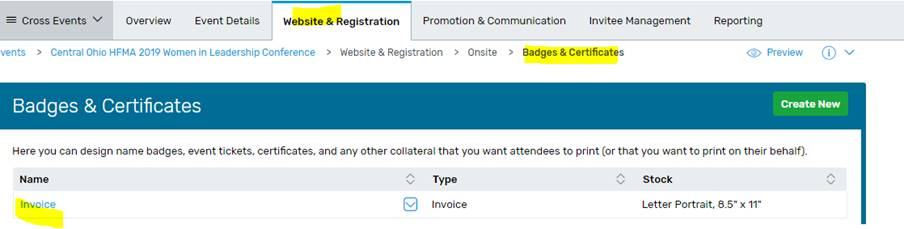 Cross Events Overview Event Details Website & Registration Promotion & Communication Invitee Management Reporting
vents > Central Ohio HFMA 2019 Women in Leadership Conference > Website & Registration > Onsite > Badges & Certificates Preview
Badges & Certificates Create New
Here you can design name badges, event tickets, certificates, and any other collateral that you want attendees to print (or that you want to print on their behalf).
Name Type Stock
Invoice Invoice Letter Portrait, 8.5" x 11"